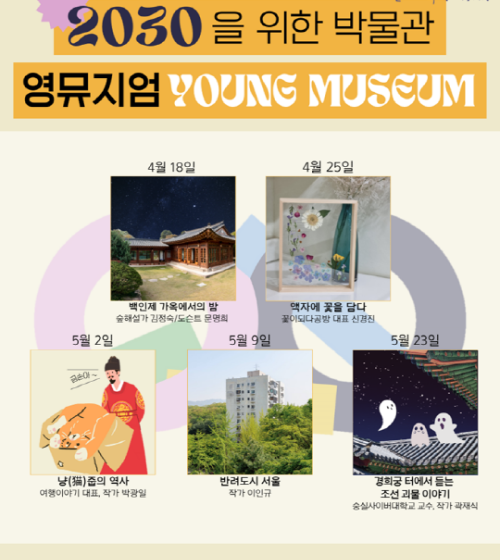 2030을 위한 박물관
영뮤지엄 YOUNG MUSEUM
4월 18일
백인제 가옥에서의 밤
숲해설가 김정숙/도슨트 문명희
4월 25일
액자에 꽃을 담다
꽃이되다공방 대표 신경진
5월 2일
냥(猫)줍의 역사
여행이야기 대표, 작가 박광일
5월 9일
반려도시 서울
작가 이인규
5월 23일
경희궁 터에서 듣는
조선 괴물 이야기
숭실사이버대학교 교수, 작가 곽재식